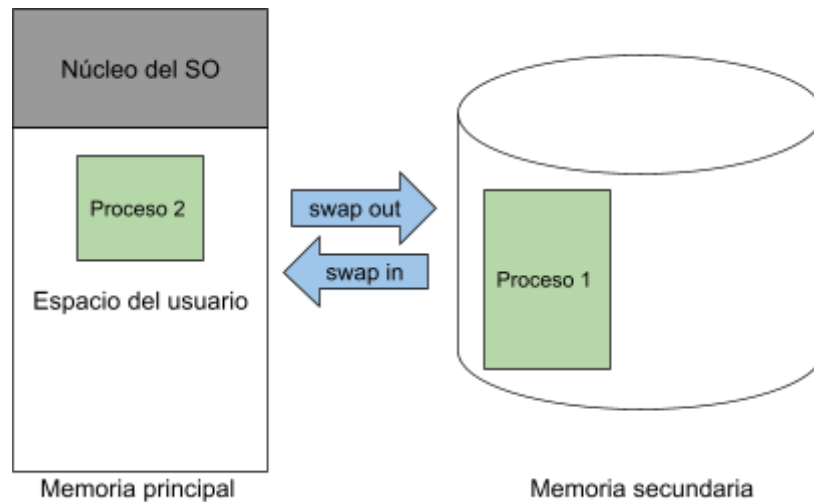 Núcleo del SO
Proceso 2
swap out
swap in
Proceso 1
Espacio del usuario
Memoria principal
Memoria secundaria